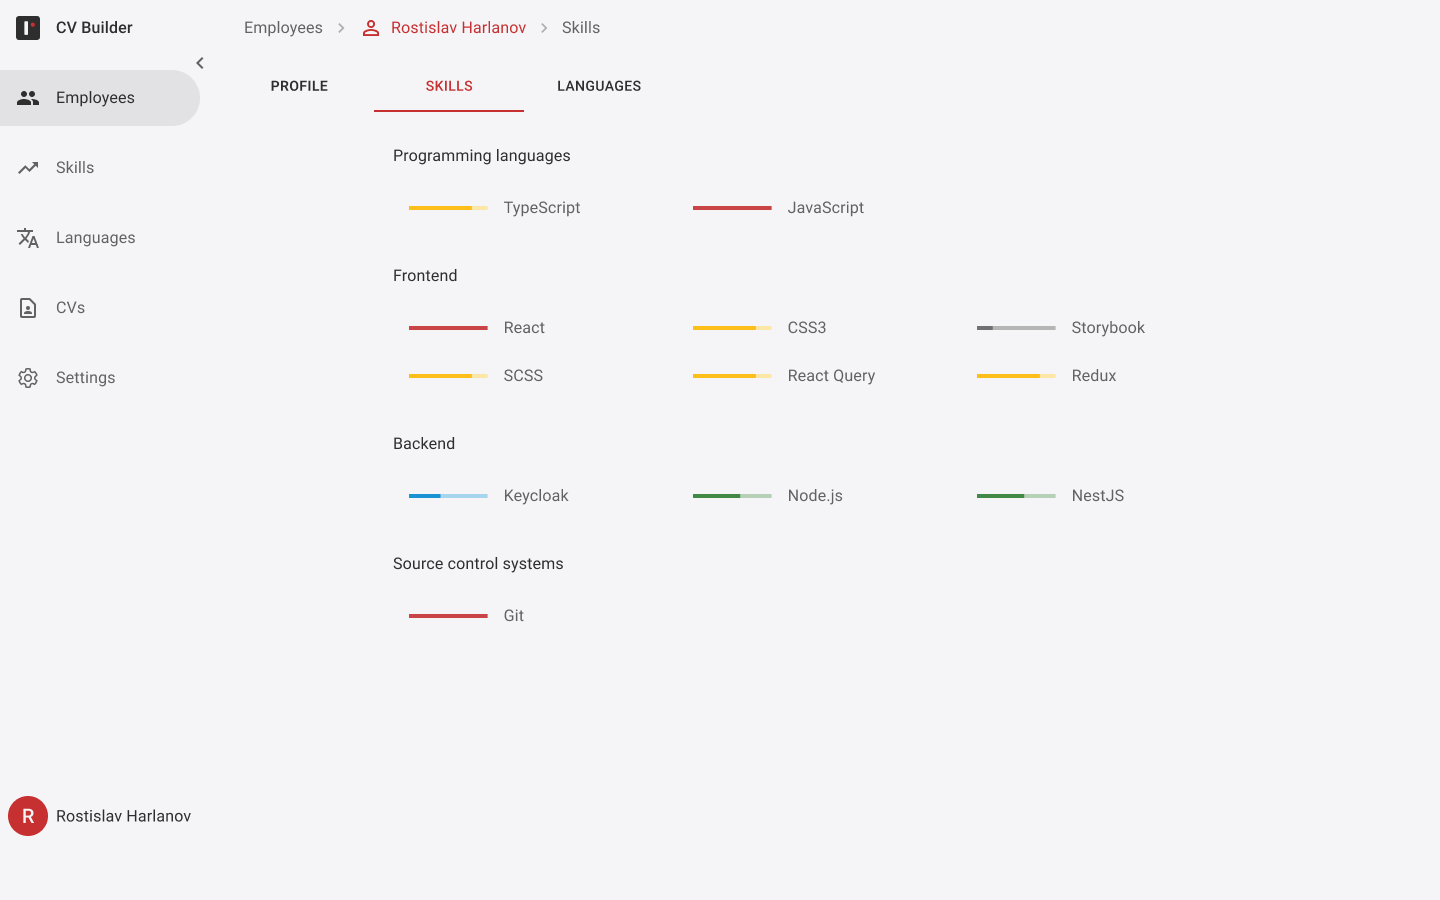 CV Builder
Employees
Skills
Languages
CVs
Settings
R Rostislav Harlanov
Employees Rostislav Harlanov Skills
PROFILE SKILLS LANGUAGES
Programming languages
TypeScript JavaScript
Frontend
React CSS3 Storybook
SCSS React Query Redux
Backend
Keycloak Node.js NestJS
Source control systems
Git